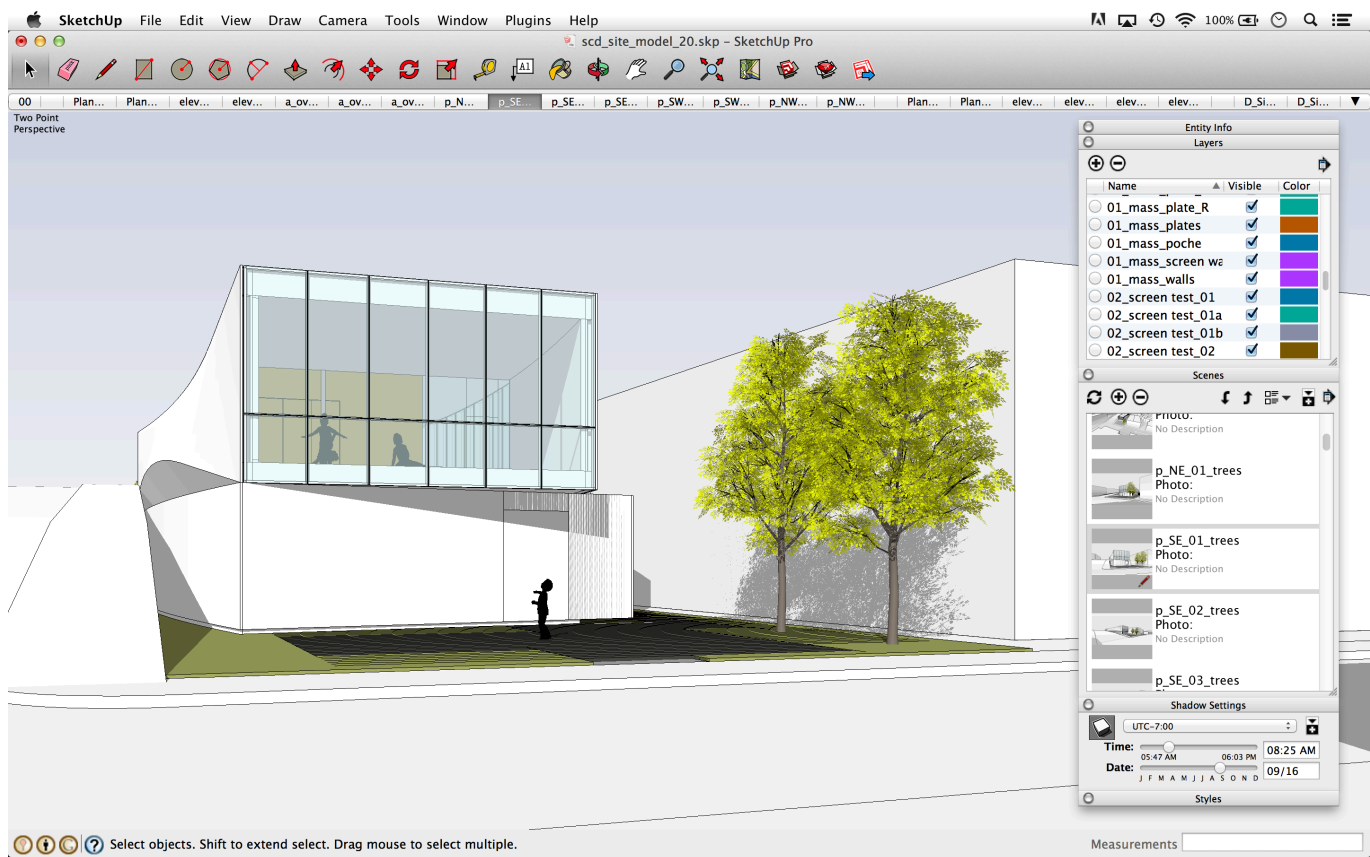 SketchUp File Edit View Draw Camera Tools Window Plugins Help 100%
scd_site_model_20.skp – SketchUp Pro
A1
00 Plan... Plan... elev... elev... a_ov... a_ov... a_ov... p_N... p_SE... p_SE... p_SE... p_SW... p_SW... p_NW... p_NW... Plan... Plan... elev... elev... elev... elev... D_Si... D_Si...
Two Point
Perspective
Entity Info
Layers
Name Visible Color
01_mass_plate_R
01_mass_plates
01_mass_poche
01_mass_screen wa
01_mass_walls
02_screen test_01
02_screen test_01a
02_screen test_01b
02_screen test_02
Scenes
Photo:
No Description
p_NE_01_trees
Photo:
No Description
p_SE_01_trees
Photo:
No Description
p_SE_02_trees
Photo:
No Description
p_SE_03_trees
Shadow Settings
UTC-7:00
Time: 05:47 AM 06:03 PM 08:25 AM
Date: J F M A M J J A S O N D 09/16
Styles
Select objects. Shift to extend select. Drag mouse to select multiple.
Measurements